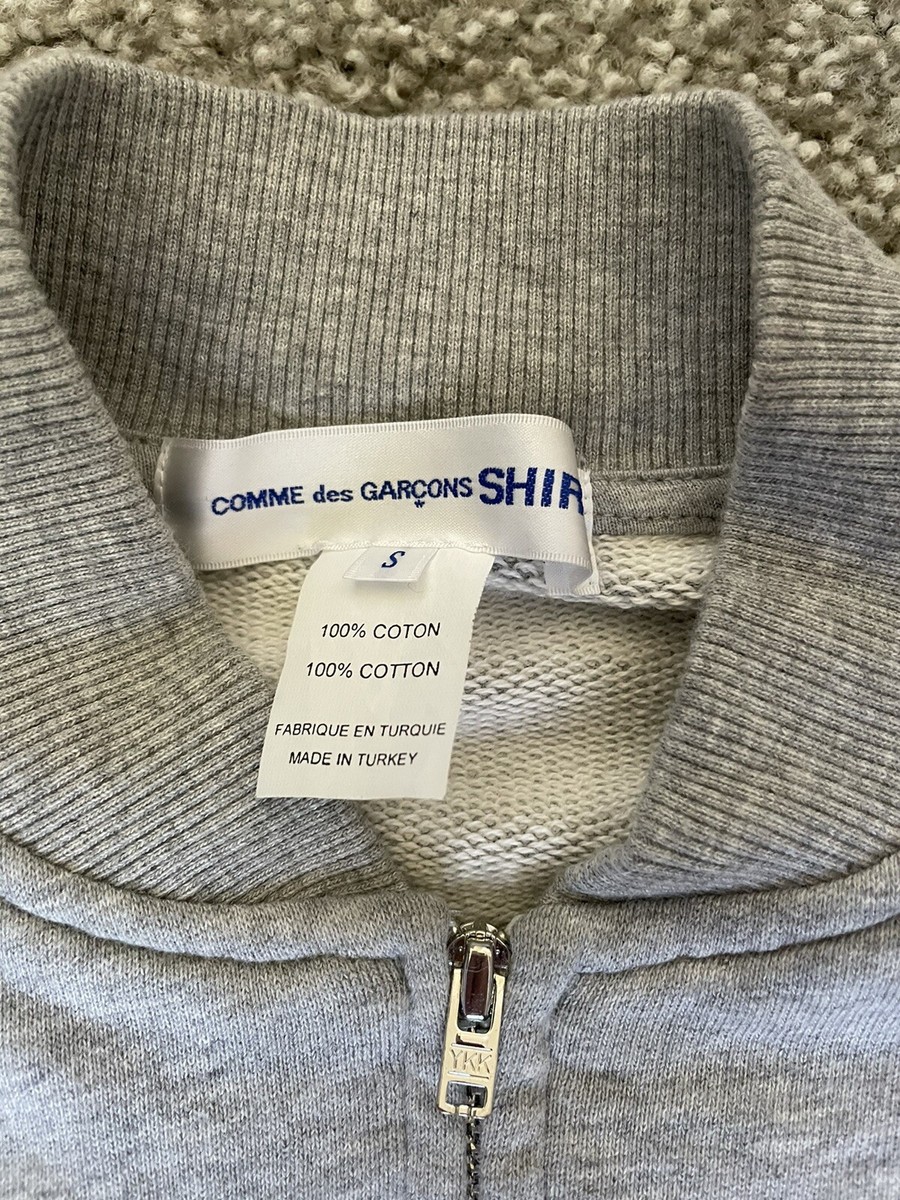 COMME des GARÇONS SHIR
S
100% COTON
100% COTTON
FABRIQUE EN TURQUIE
MADE IN TURKEY
YKK